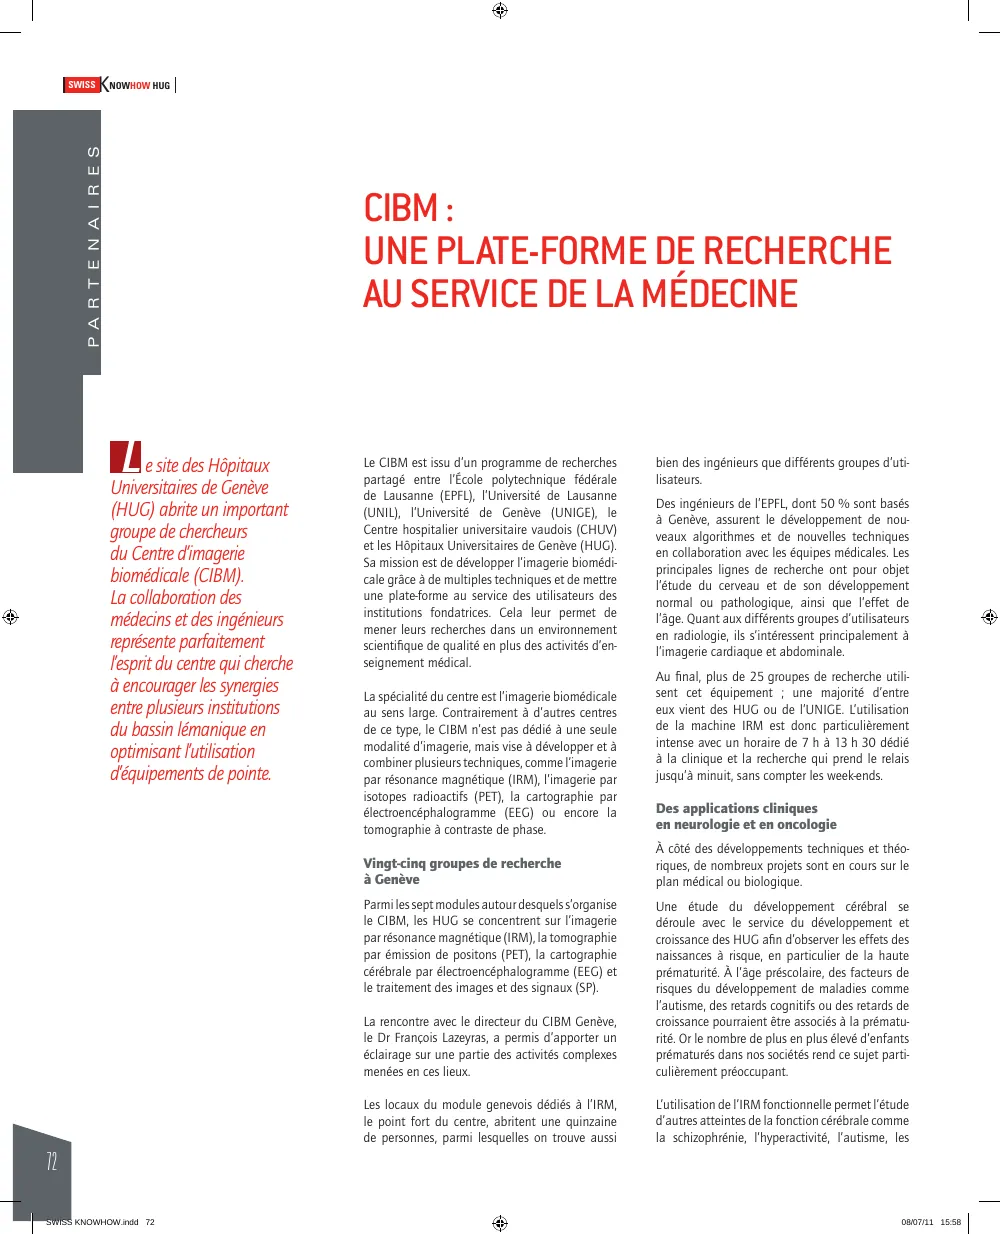 SWISS KNOWHOW HUG
PARTENAIRES
CIBM :
UNE PLATE-FORME DE RECHERCHE
AU SERVICE DE LA MÉDECINE
Le site des Hôpitaux
Universitaires de Genève
(HUG) abrite un important
groupe de chercheurs
du Centre d’imagerie
biomédicale (CIBM).
La collaboration des
médecins et des ingénieurs
représente parfaitement
l’esprit du centre qui cherche
à encourager les synergies
entre plusieurs institutions
du bassin lémanique en
optimisant l’utilisation
d’équipements de pointe.
Le CIBM est issu d’un programme de recherches
partagé entre l’École polytechnique fédérale
de Lausanne (EPFL), l’Université de Lausanne
(UNIL), l’Université de Genève (UNIGE), le
Centre hospitalier universitaire vaudois (CHUV)
et les Hôpitaux Universitaires de Genève (HUG).
Sa mission est de développer l’imagerie biomédi-
cale grâce à de multiples techniques et de mettre
une plate-forme au service des utilisateurs des
institutions fondatrices. Cela leur permet de
mener leurs recherches dans un environnement
scientifique de qualité en plus des activités d’en-
seignement médical.
La spécialité du centre est l’imagerie biomédicale
au sens large. Contrairement à d’autres centres
de ce type, le CIBM n’est pas dédié à une seule
modalité d’imagerie, mais vise à développer et à
combiner plusieurs techniques, comme l’imagerie
par résonance magnétique (IRM), l’imagerie par
isotopes radioactifs (PET), la cartographie par
électroencéphalogramme (EEG) ou encore la
tomographie à contraste de phase.
Vingt-cinq groupes de recherche
à Genève
Parmi les sept modules autour desquels s’organise
le CIBM, les HUG se concentrent sur l’imagerie
par résonance magnétique (IRM), la tomographie
par émission de positons (PET), la cartographie
cérébrale par électroencéphalogramme (EEG) et
le traitement des images et des signaux (SP).
La rencontre avec le directeur du CIBM Genève,
le Dr François Lazeyras, a permis d’apporter un
éclairage sur une partie des activités complexes
menées en ces lieux.
Les locaux du module genevois dédiés à l’IRM,
le point fort du centre, abritent une quinzaine
de personnes, parmi lesquelles on trouve aussi
bien des ingénieurs que différents groupes d’uti-
lisateurs.
Des ingénieurs de l’EPFL, dont 50 % sont basés
à Genève, assurent le développement de nou-
veaux algorithmes et de nouvelles techniques
en collaboration avec les équipes médicales. Les
principales lignes de recherche ont pour objet
l’étude du cerveau et de son développement
normal ou pathologique, ainsi que l’effet de
l’âge. Quant aux différents groupes d’utilisateurs
en radiologie, ils s’intéressent principalement à
l’imagerie cardiaque et abdominale.
Au final, plus de 25 groupes de recherche utili-
sent cet équipement ; une majorité d’entre
eux vient des HUG ou de l’UNIGE. L’utilisation
de la machine IRM est donc particulièrement
intense avec un horaire de 7 h à 13 h 30 dédié
à la clinique et la recherche qui prend le relais
jusqu’à minuit, sans compter les week-ends.
Des applications cliniques
en neurologie et en oncologie
À côté des développements techniques et théo-
riques, de nombreux projets sont en cours sur le
plan médical ou biologique.
Une étude du développement cérébral se
déroule avec le service du développement et
croissance des HUG afin d’observer les effets des
naissances à risque, en particulier de la haute
prématurité. À l’âge préscolaire, des facteurs de
risques du développement de maladies comme
l’autisme, des retards cognitifs ou des retards de
croissance pourraient être associés à la prématu-
rité. Or le nombre de plus en plus élevé d’enfants
prématurés dans nos sociétés rend ce sujet parti-
culièrement préoccupant.
L’utilisation de l’IRM fonctionnelle permet l’étude
d’autres atteintes de la fonction cérébrale comme
la schizophrénie, l’hyperactivité, l’autisme, les
72
SWISS KNOWHOW.indd 72
08/07/11 15:58